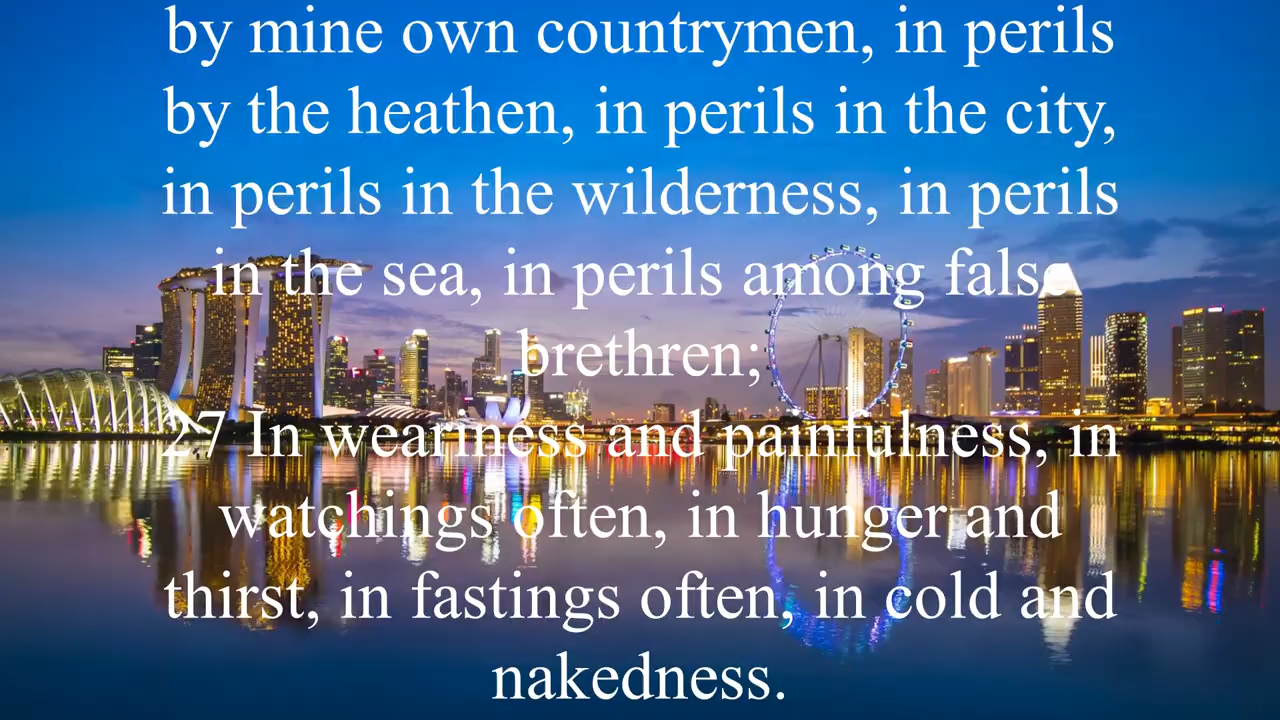 by mine own countrymen, in perils
by the heathen, in perils in the city,
in perils in the wilderness, in perils
in the sea, in perils among false
brethren;
27 In weariness and painfulness, in
watchings often, in hunger and
thirst, in fastings often, in cold and
nakedness.